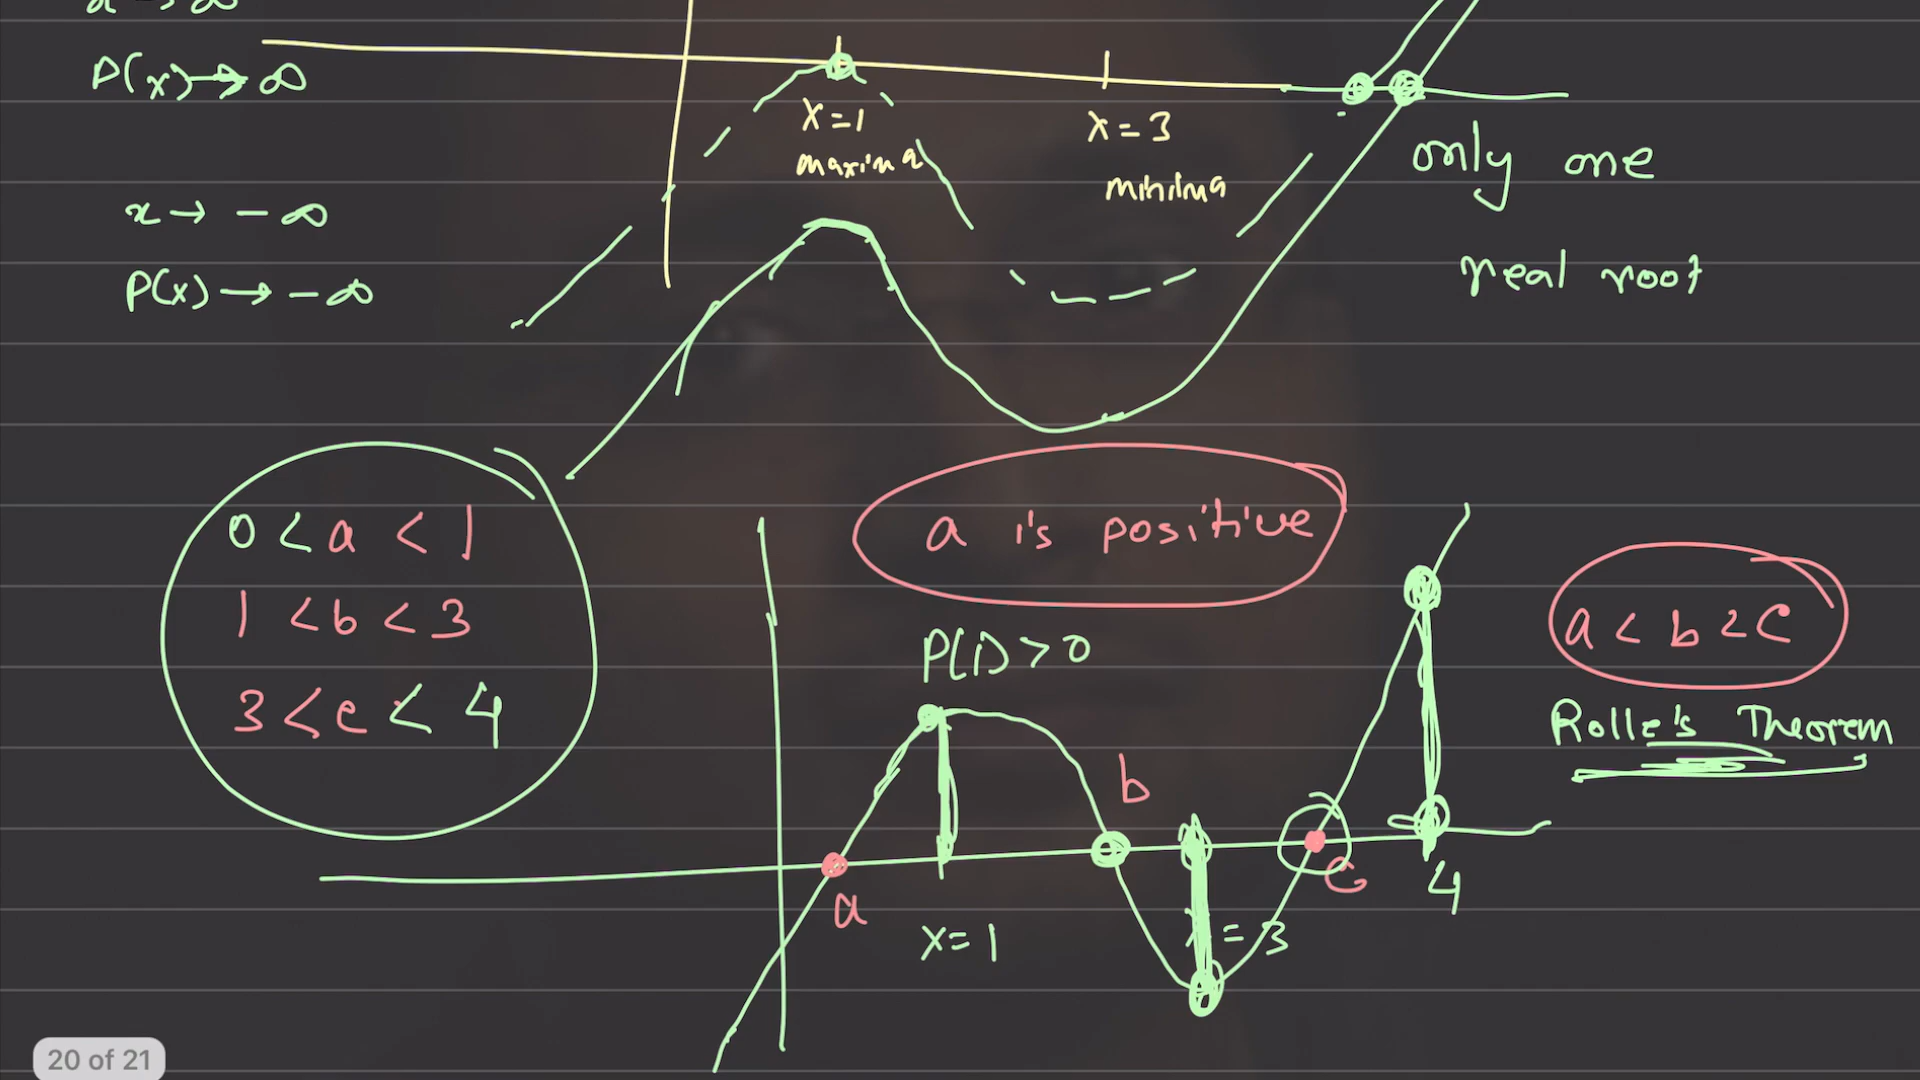 P(x) → ∞
x → - ∞
P(x) → - ∞
x = 1
maxima
x = 3
minima
only one
real root
0 < a < 1
1 < b < 3
3 < c < 4
a is positive
P(1) > 0
a < b < c
Rolle's Theorem
b
a
c
4
x = 1
= 3
20 of 21